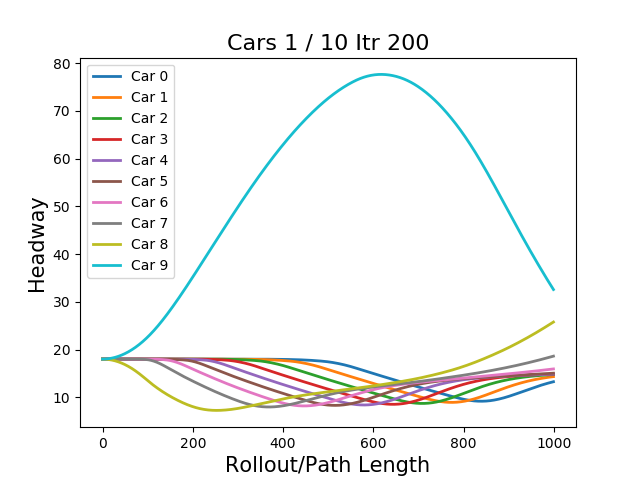 Cars 1 / 10 Itr 200
80
70
60
50
40
30
20
10
Headway
Car 0
Car 1
Car 2
Car 3
Car 4
Car 5
Car 6
Car 7
Car 8
Car 9
0 200 400 600 800 1000
Rollout/Path Length